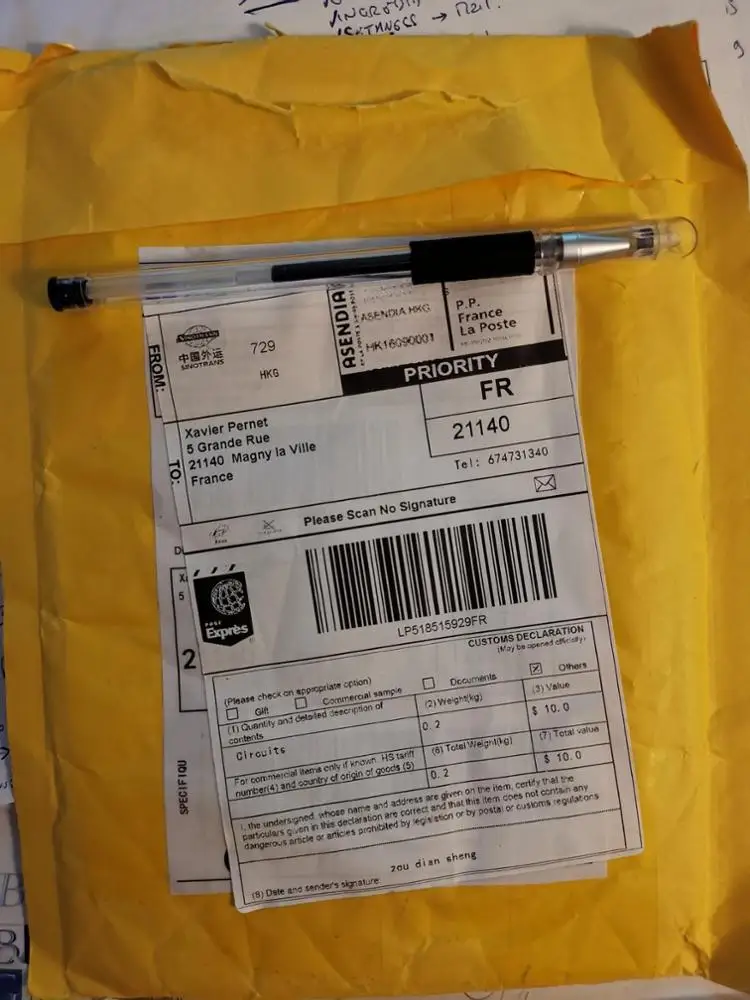 →
FROM:
SINOTRANS
中国外运
SINOTRANS
729
HKG
ASENDIA
ASENDIA HKG
HK16090001
P.P.
France
La Poste
PRIORITY
FR
21140
Tel: 674731340
TO:
Xavier Pernet
5 Grande Rue
21140 Magny la Ville
France
Please Scan No Signature
D
5
2
SPECIFIQU
POST
Exprès
LP518515929FR
CUSTOMS DECLARATION
(May be opened officially)
(Please check an appropriate option)
Gift
Commercial sample
Documents
Others
(1) Quantity and detailed description of
contents
(2) Weight(kg)
(3) Value
Circuits
0.2
$ 10.0
For commercial items only if known, HS tariff
number(4) and country of origin of goods (5)
(6) Total Weight(kg)
(7) Total value
0.2
$ 10.0
I, the undersigned, whose name and address are given on the item, certify that the
particulars given in this declaration are correct and that this item does not contain any
dangerous article or articles prohibited by legislation or by postal or customs regulations
zou dian sheng
(8) Date and sender's signature:
B
B
9